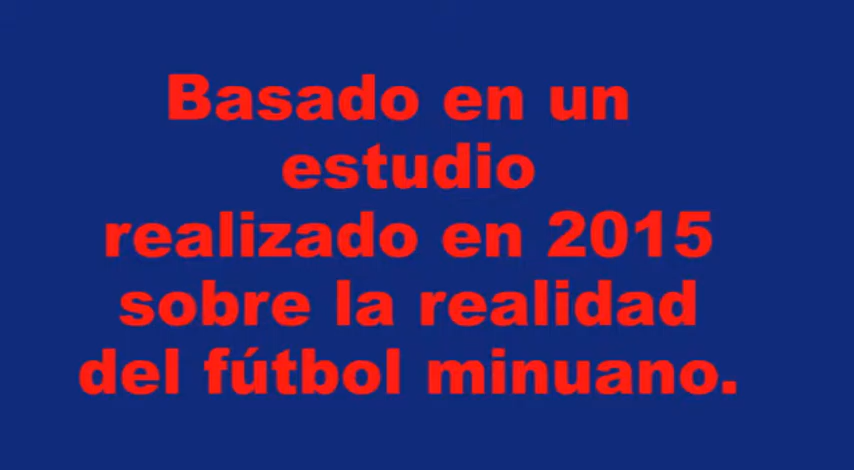 Basado en un
estudio
realizado en 2015
sobre la realidad
del fútbol minuano.